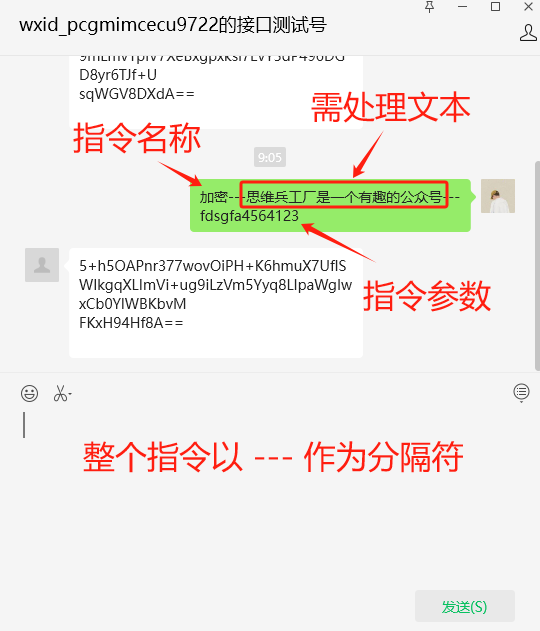 wxid_pcgmimcecu9722的接口测试号
D8yr6TJf+U
sqWGV8DXdA==
需处理文本
指令名称
9:05
加密---思维兵工厂是一个有趣的公众号---
fdsgfa4564123
5+h5OAPnr377wovOiPH+K6hmuX7UfIS
WIkgqXLImVi+ug9iLzVm5Yyq8LIpaWgIw
xCb0YlWBKbvM
FKxH94Hf8A==
指令参数
整个指令以 --- 作为分隔符
发送(S)